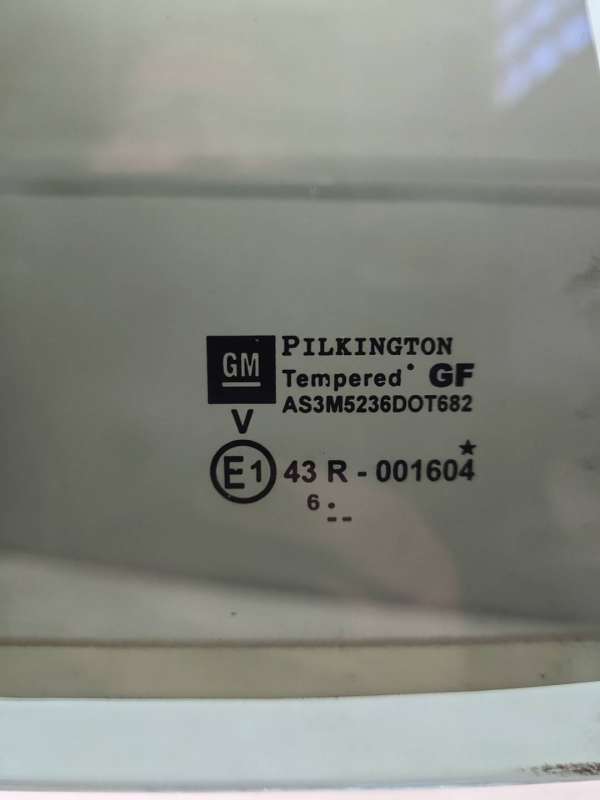 GM PILKINGTON
Tempered GF
AS3M5236DOT682
V
E1 43 R - 001604
6